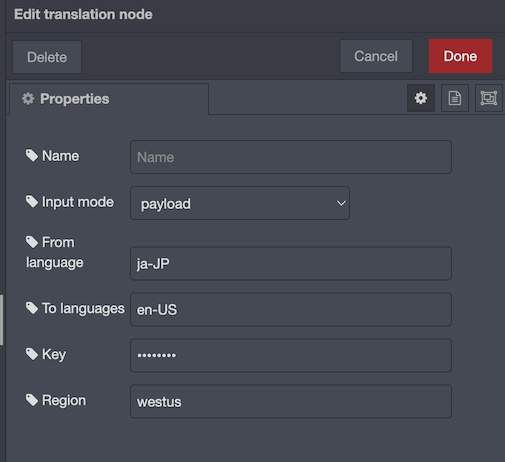 Edit translation node
Delete
Cancel
Done
Properties
Name
Name
Input mode
payload
From
language
ja-JP
To languages
en-US
Key
••••••••
Region
westus